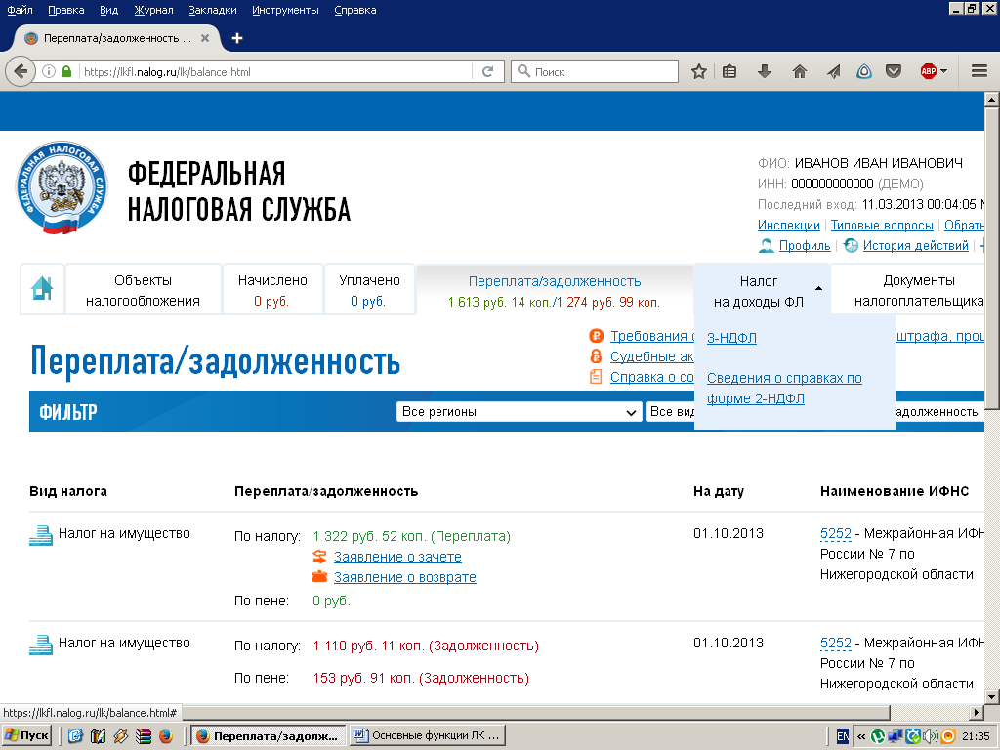 Файл Правка Вид Журнал Закладки Инструменты Справка
Переплата/задолженность ...
https://lkfl.nalog.ru/lk/balance.html
Поиск
ABP
ФЕДЕРАЛЬНАЯ НАЛОГОВАЯ СЛУЖБА
ФЕДЕРАЛЬНАЯ
НАЛОГОВАЯ СЛУЖБА
ФИО: ИВАНОВ ИВАН ИВАНОВИЧ
ИНН: 000000000000 (ДЕМО)
Последний вход: 11.03.2013 00:04:05
Инспекции | Типовые вопросы | Обратн
Профиль | История действий |
Объекты
налогообложения
Начислено
0 руб.
Уплачено
0 руб.
Переплата/задолженность
1 613 руб. 14 коп./1 274 руб. 99 коп.
Налог
на доходы ФЛ
Документы
налогоплательщика
3-НДФЛ
Сведения о справках по
форме 2-НДФЛ
Переплата/задолженность
Требования о штрафа, проц
Судебные ак
Справка о со
ФИЛЬТР Все регионы Все вид адолженность
Вид налога Переплата/задолженность На дату Наименование ИФНС
Налог на имущество По налогу: 1 322 руб. 52 коп. (Переплата) 01.10.2013 5252 - Межрайонная ИФН
Заявление о зачете России № 7 по
Заявление о возврате Нижегородской области
По пене: 0 руб.
Налог на имущество По налогу: 1 110 руб. 11 коп. (Задолженность) 01.10.2013 5252 - Межрайонная ИФН
России № 7 по
По пене: 153 руб. 91 коп. (Задолженность) Нижегородской области
https://lkfl.nalog.ru/lk/balance.html#
Пуск Переплата/задолж... Основные функции ЛК ... EN « 21:35